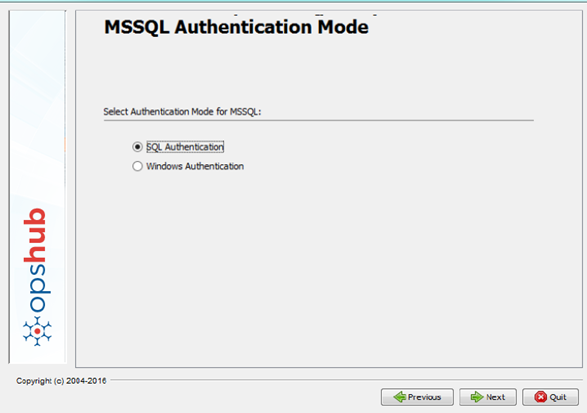 MSSQL Authentication Mode
Select Authentication Mode for MSSQL:
SQL Authentication
Windows Authentication
opshub
Copyright (c) 2004-2016
Previous
Next
Quit